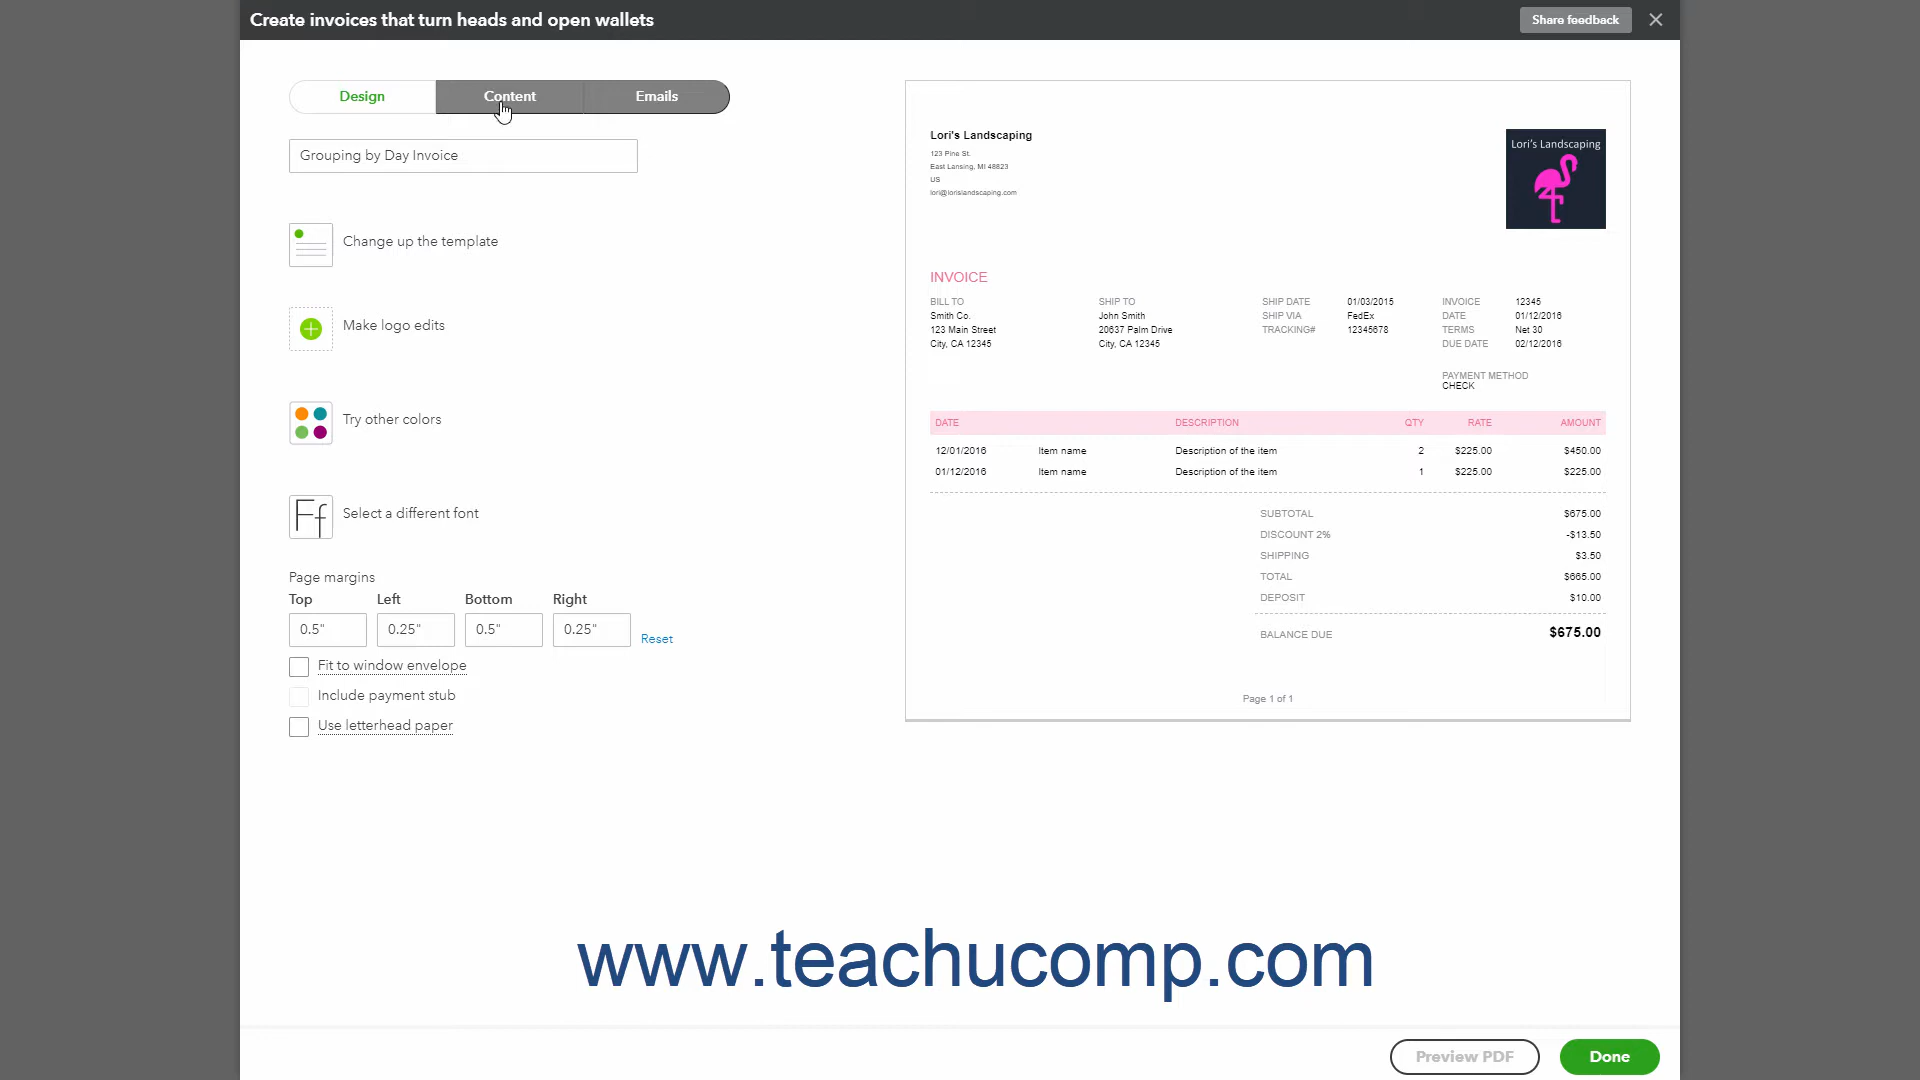 Create invoices that turn heads and open wallets
Share feedback
Design Content Emails
Grouping by Day Invoice
Change up the template
Make logo edits
Try other colors
Ff Select a different font
Page margins
Top Left Bottom Right
0.5" 0.25" 0.5" 0.25" Reset
Fit to window envelope
Include payment stub
Use letterhead paper
Lori's Landscaping
123 Pine St.
East Lansing, MI 48823
US
lori@lorislandscaping.com
Lori's Landscaping
INVOICE
BILL TO SHIP TO SHIP DATE 01/03/2015 INVOICE 12345
Smith Co. John Smith SHIP VIA FedEx DATE 01/12/2016
123 Main Street 20637 Palm Drive TRACKING# 12345678 TERMS Net 30
City, CA 12345 City, CA 12345 DUE DATE 02/12/2016
PAYMENT METHOD
CHECK
DATE DESCRIPTION QTY RATE AMOUNT
12/01/2016 Item name Description of the item 2 $225.00 $450.00
01/12/2016 Item name Description of the item 1 $225.00 $225.00
SUBTOTAL $675.00
DISCOUNT 2% -$13.50
SHIPPING $3.50
TOTAL $665.00
DEPOSIT $10.00
BALANCE DUE $675.00
Page 1 of 1
www.teachucomp.com
Preview PDF Done